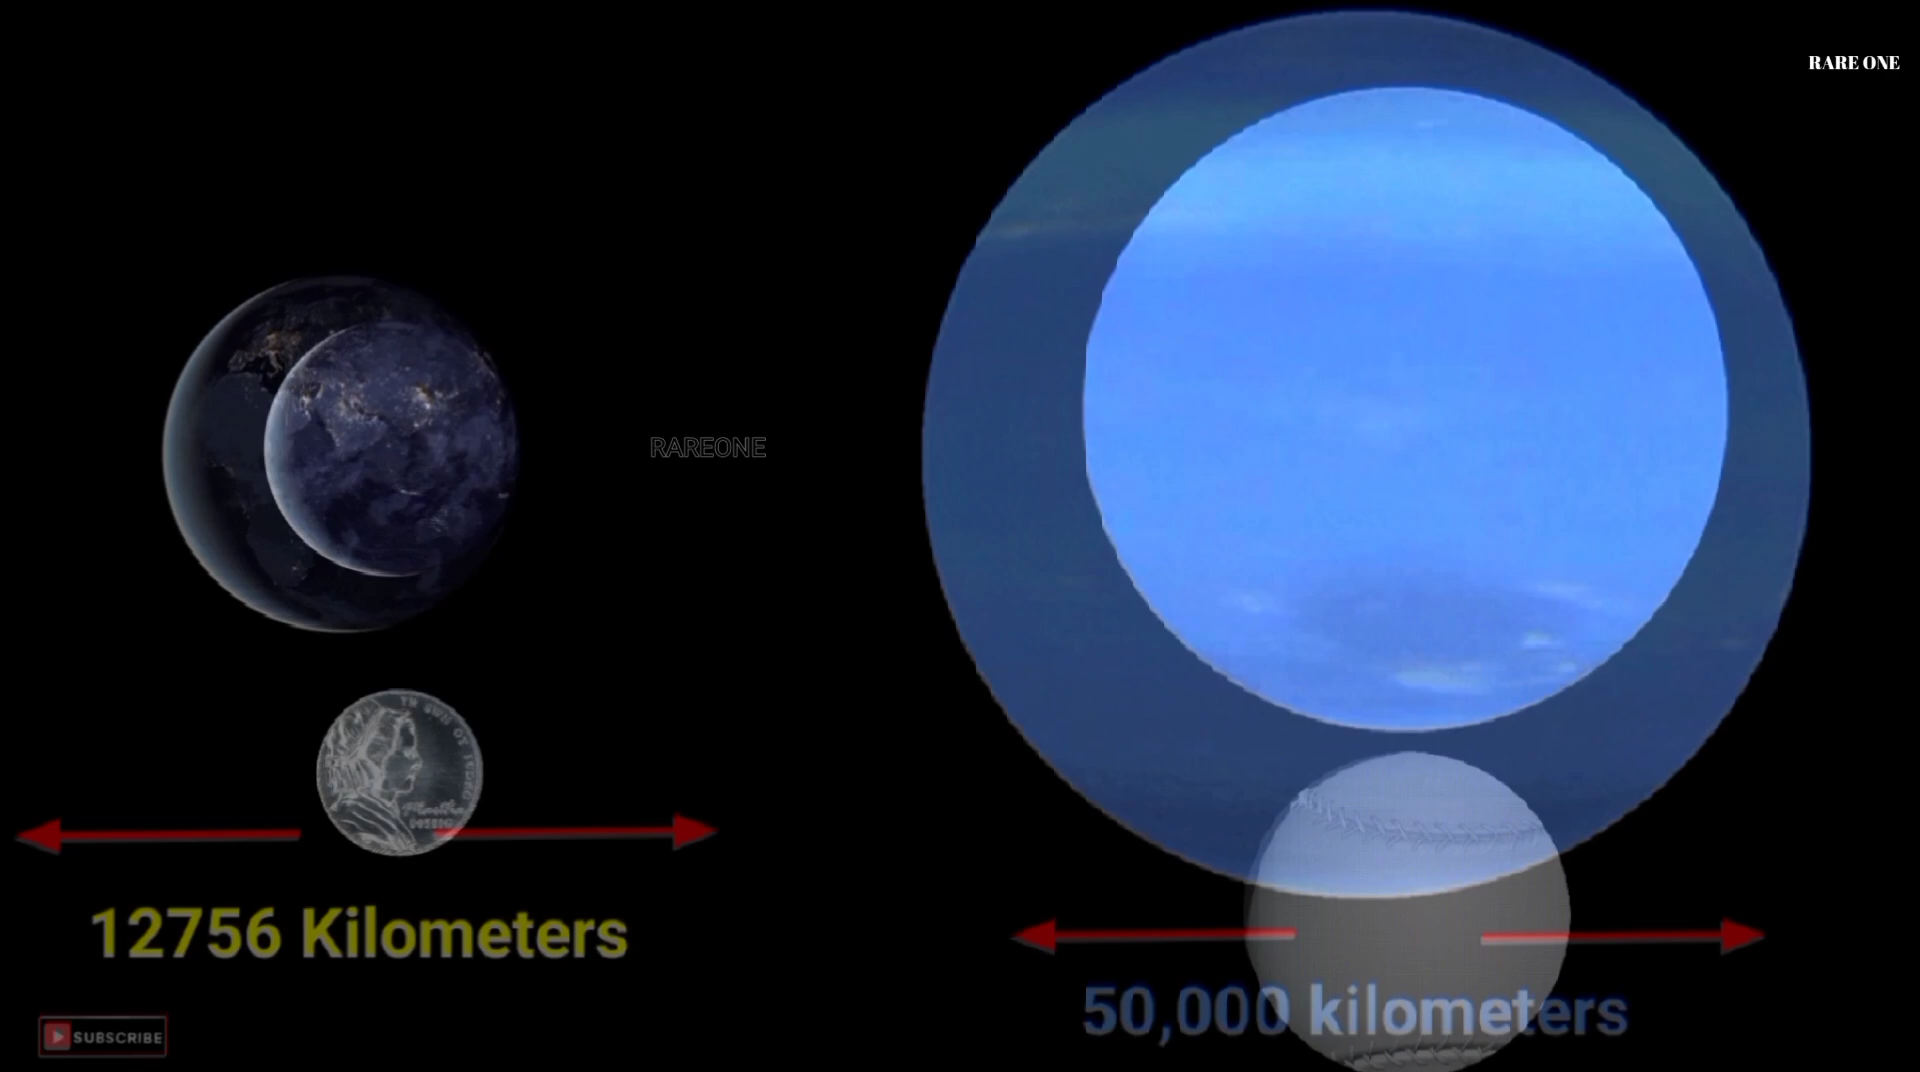 RARE ONE
RAREONE
12756 Kilometers
50,000 kilometers
SUBSCRIBE